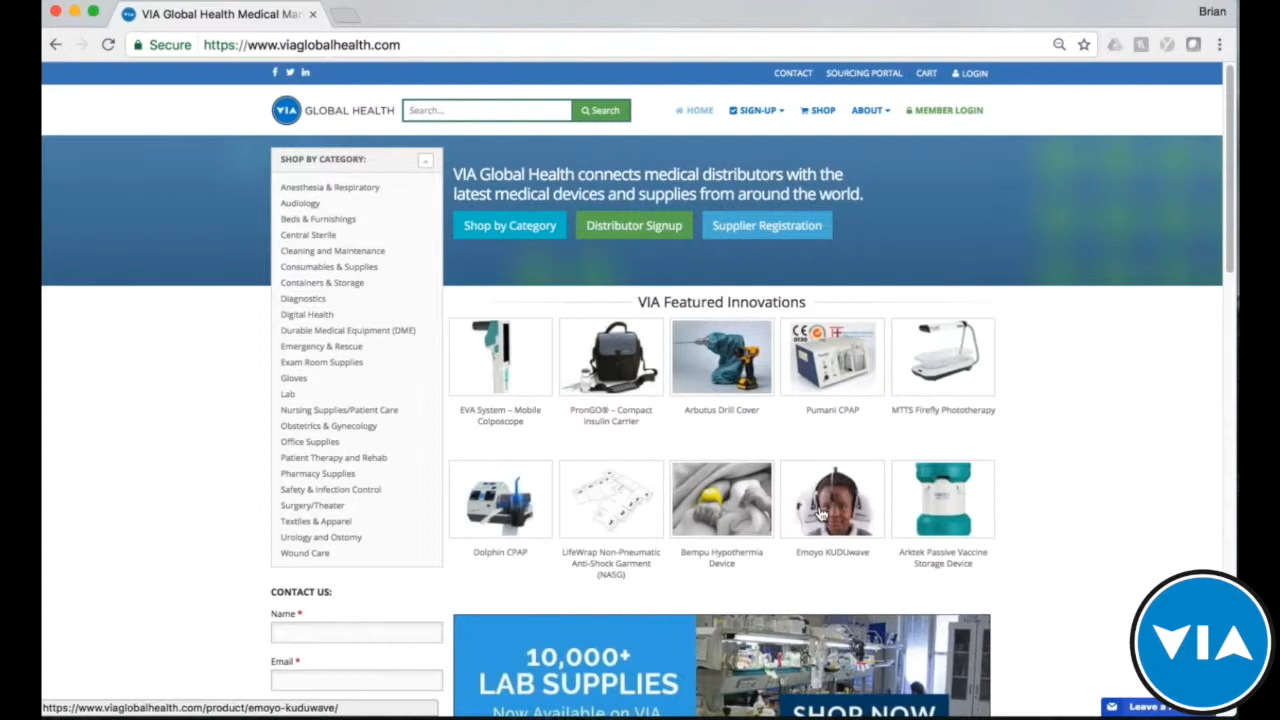 VIA Global Health Medical Mar
Brian
Secure https://www.viaglobalhealth.com
CONTACT SOURCING PORTAL CART LOGIN
VIA GLOBAL HEALTH Search... Search HOME SIGN-UP SHOP ABOUT MEMBER LOGIN
SHOP BY CATEGORY:
Anesthesia & Respiratory
Audiology
Beds & Furnishings
Central Sterile
Cleaning and Maintenance
Consumables & Supplies
Containers & Storage
Diagnostics
Digital Health
Durable Medical Equipment (DME)
Emergency & Rescue
Exam Room Supplies
Gloves
Lab
Nursing Supplies/Patient Care
Obstetrics & Gynecology
Office Supplies
Patient Therapy and Rehab
Pharmacy Supplies
Safety & Infection Control
Surgery/Theater
Textiles & Apparel
Urology and Ostomy
Wound Care
CONTACT US:
Name *
Email *
VIA Global Health connects medical distributors with the
latest medical devices and supplies from around the world.
Shop by Category Distributor Signup Supplier Registration
VIA Featured Innovations
EVA System – Mobile
Colposcope
PronGO® – Compact
Insulin Carrier
Arbutus Drill Cover
Pumani CPAP
MTTS Firefly Phototherapy
Dolphin CPAP
LifeWrap Non-Pneumatic
Anti-Shock Garment
(NASG)
Bempu Hypothermia
Device
Emoyo KUDUwave
Arktek Passive Vaccine
Storage Device
10,000+
LAB SUPPLIES
Now Available on VIA
SHOP NOW
https://www.viaglobalhealth.com/product/emoyo-kuduwave/
Leave a
VIA